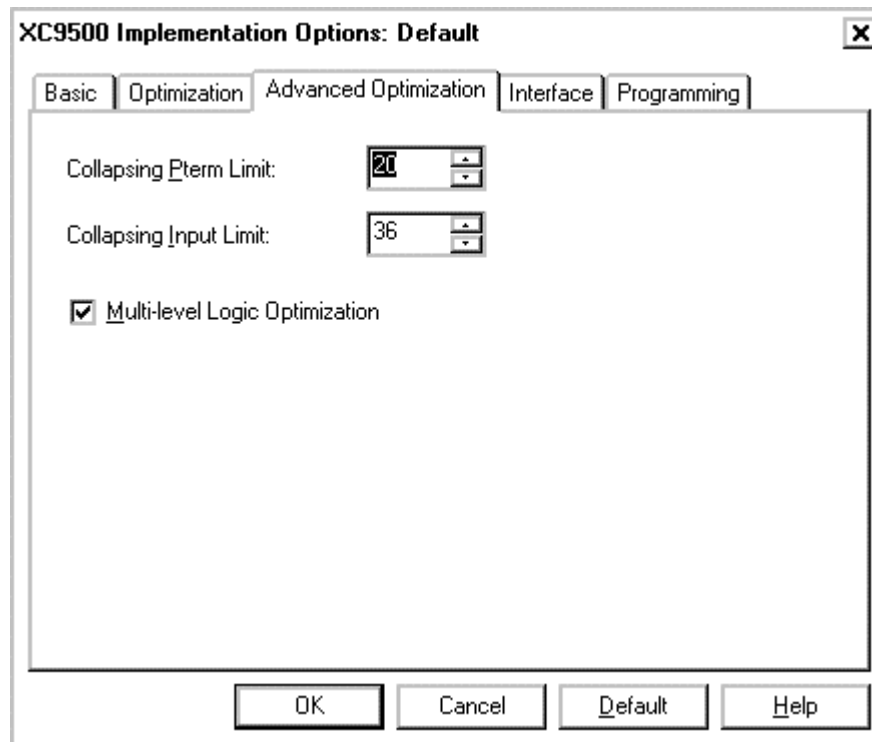 XC9500 Implementation Options: Default
Basic Optimization Advanced Optimization Interface Programming
Collapsing Pterm Limit: 20
Collapsing Input Limit: 36
Multi-level Logic Optimization
OK Cancel Default Help